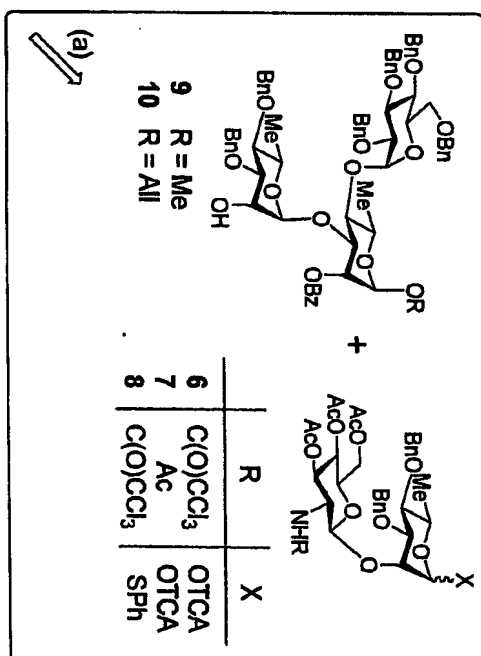 X
BnO Me O
BnO
O
AcO
AcO O
AcO
NHR
R X
6 C(O)CCl₃ OTCA
7 Ac OTCA
8 C(O)CCl₃ SPh
+
OR
Me O
OBz
OBn
BnO O
BnO
BnO O
O
Me O
BnO
BnO
OH
9 R = Me
10 R = All
(a)